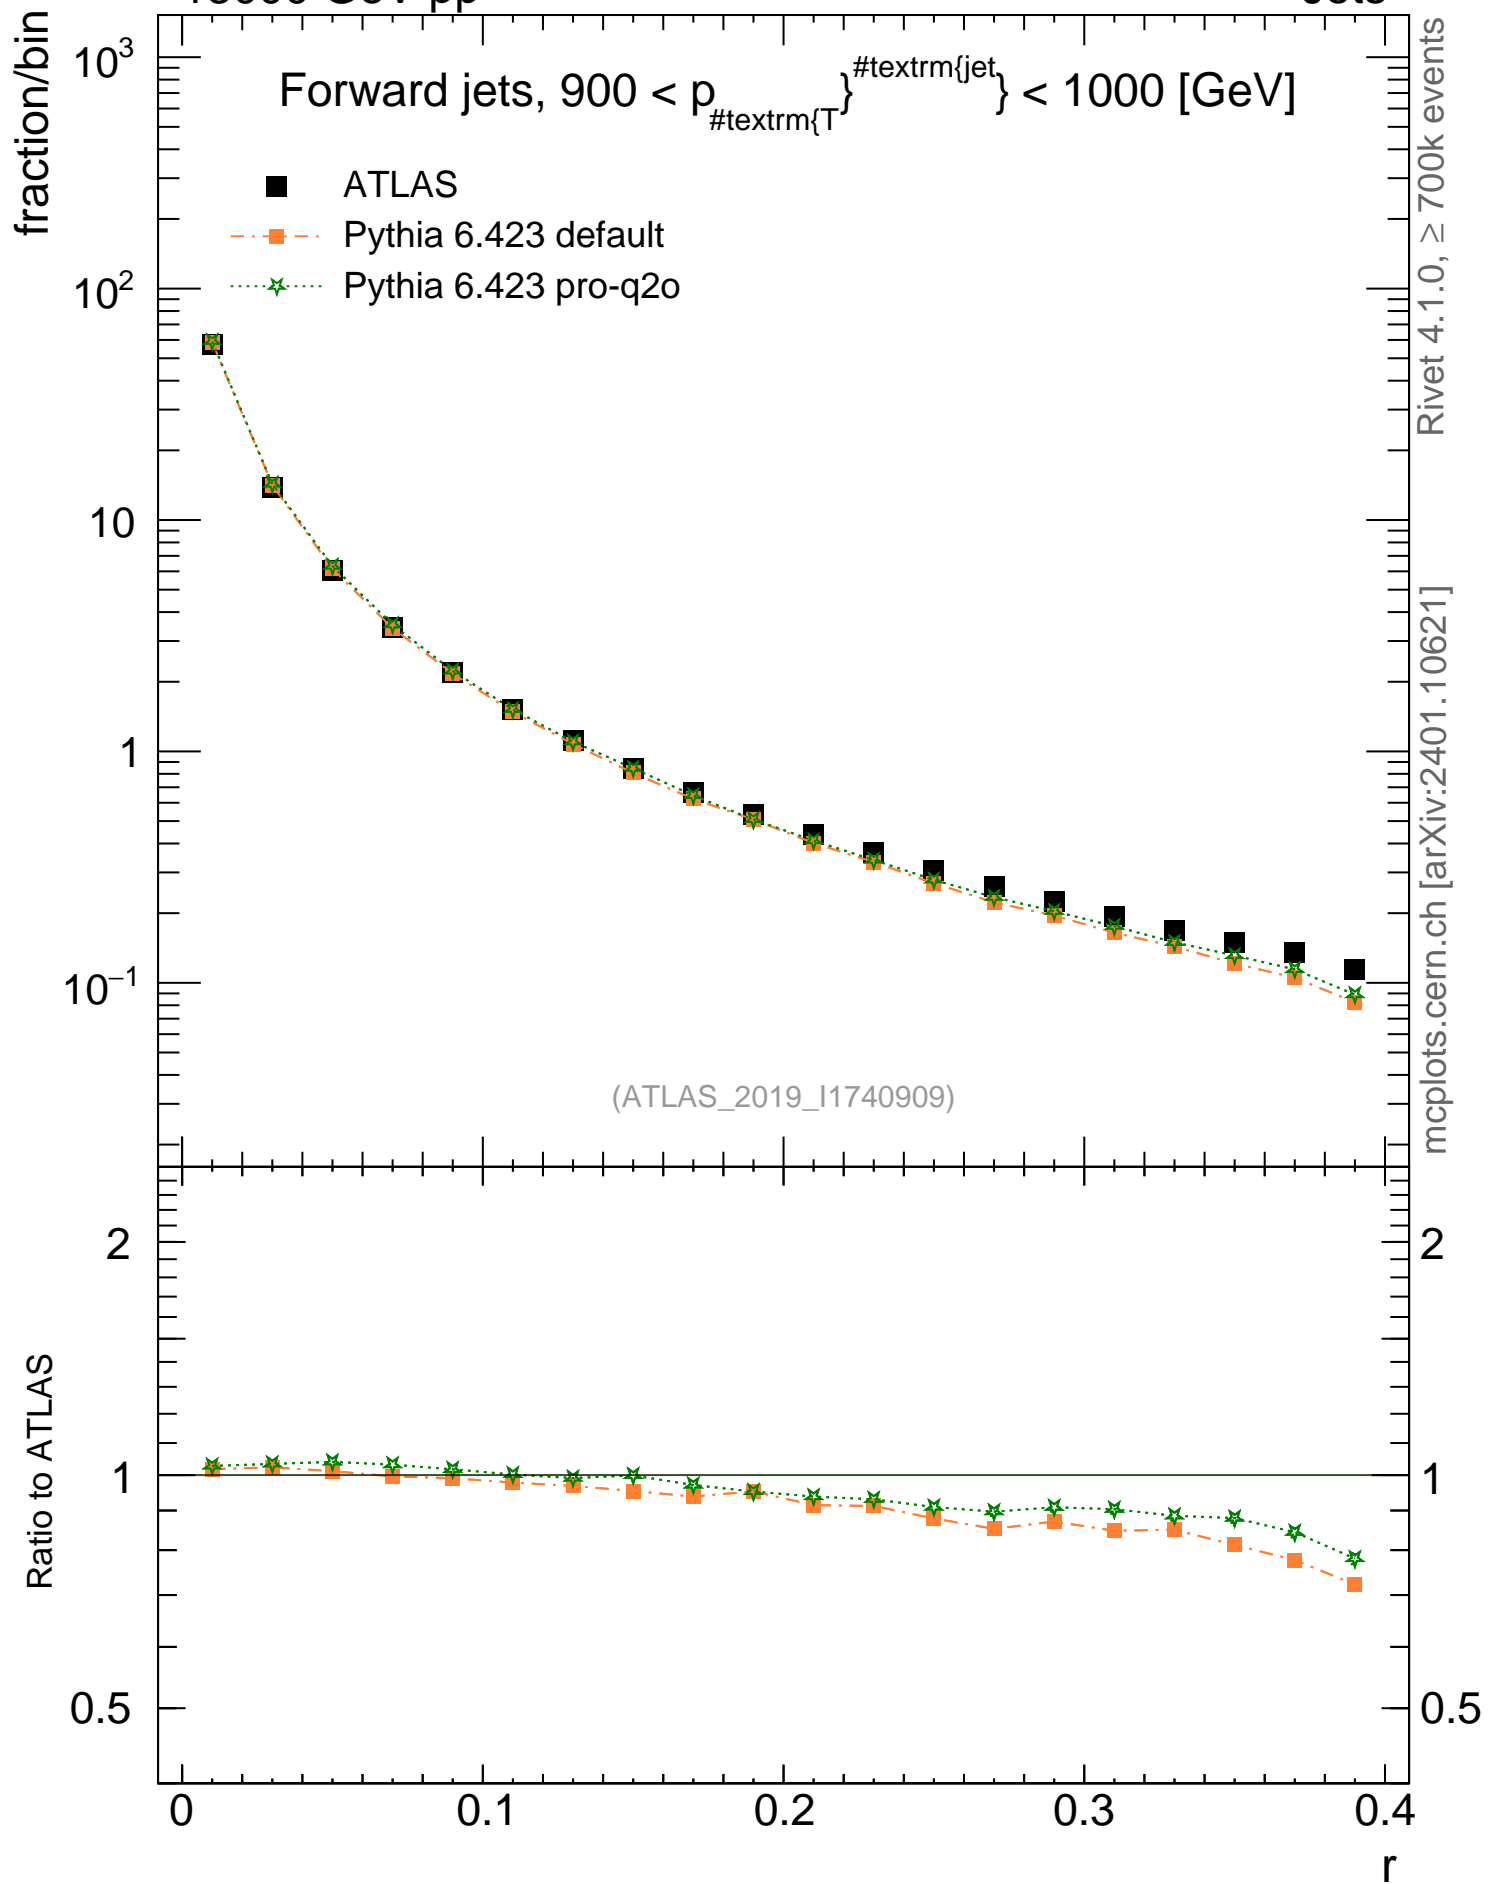 fraction/bin
Forward jets, 900 < p_#textrm{T}^#textrm{jet} < 1000 [GeV]
ATLAS
Pythia 6.423 default
Pythia 6.423 pro-q2o
10³
10²
10
1
10⁻¹
(ATLAS_2019_I1740909)
Rivet 4.1.0, ≥ 700k events
mcplots.cern.ch [arXiv:2401.10621]
Ratio to ATLAS
2
1
0.5
2
1
0.5
0
0.1
0.2
0.3
0.4
r